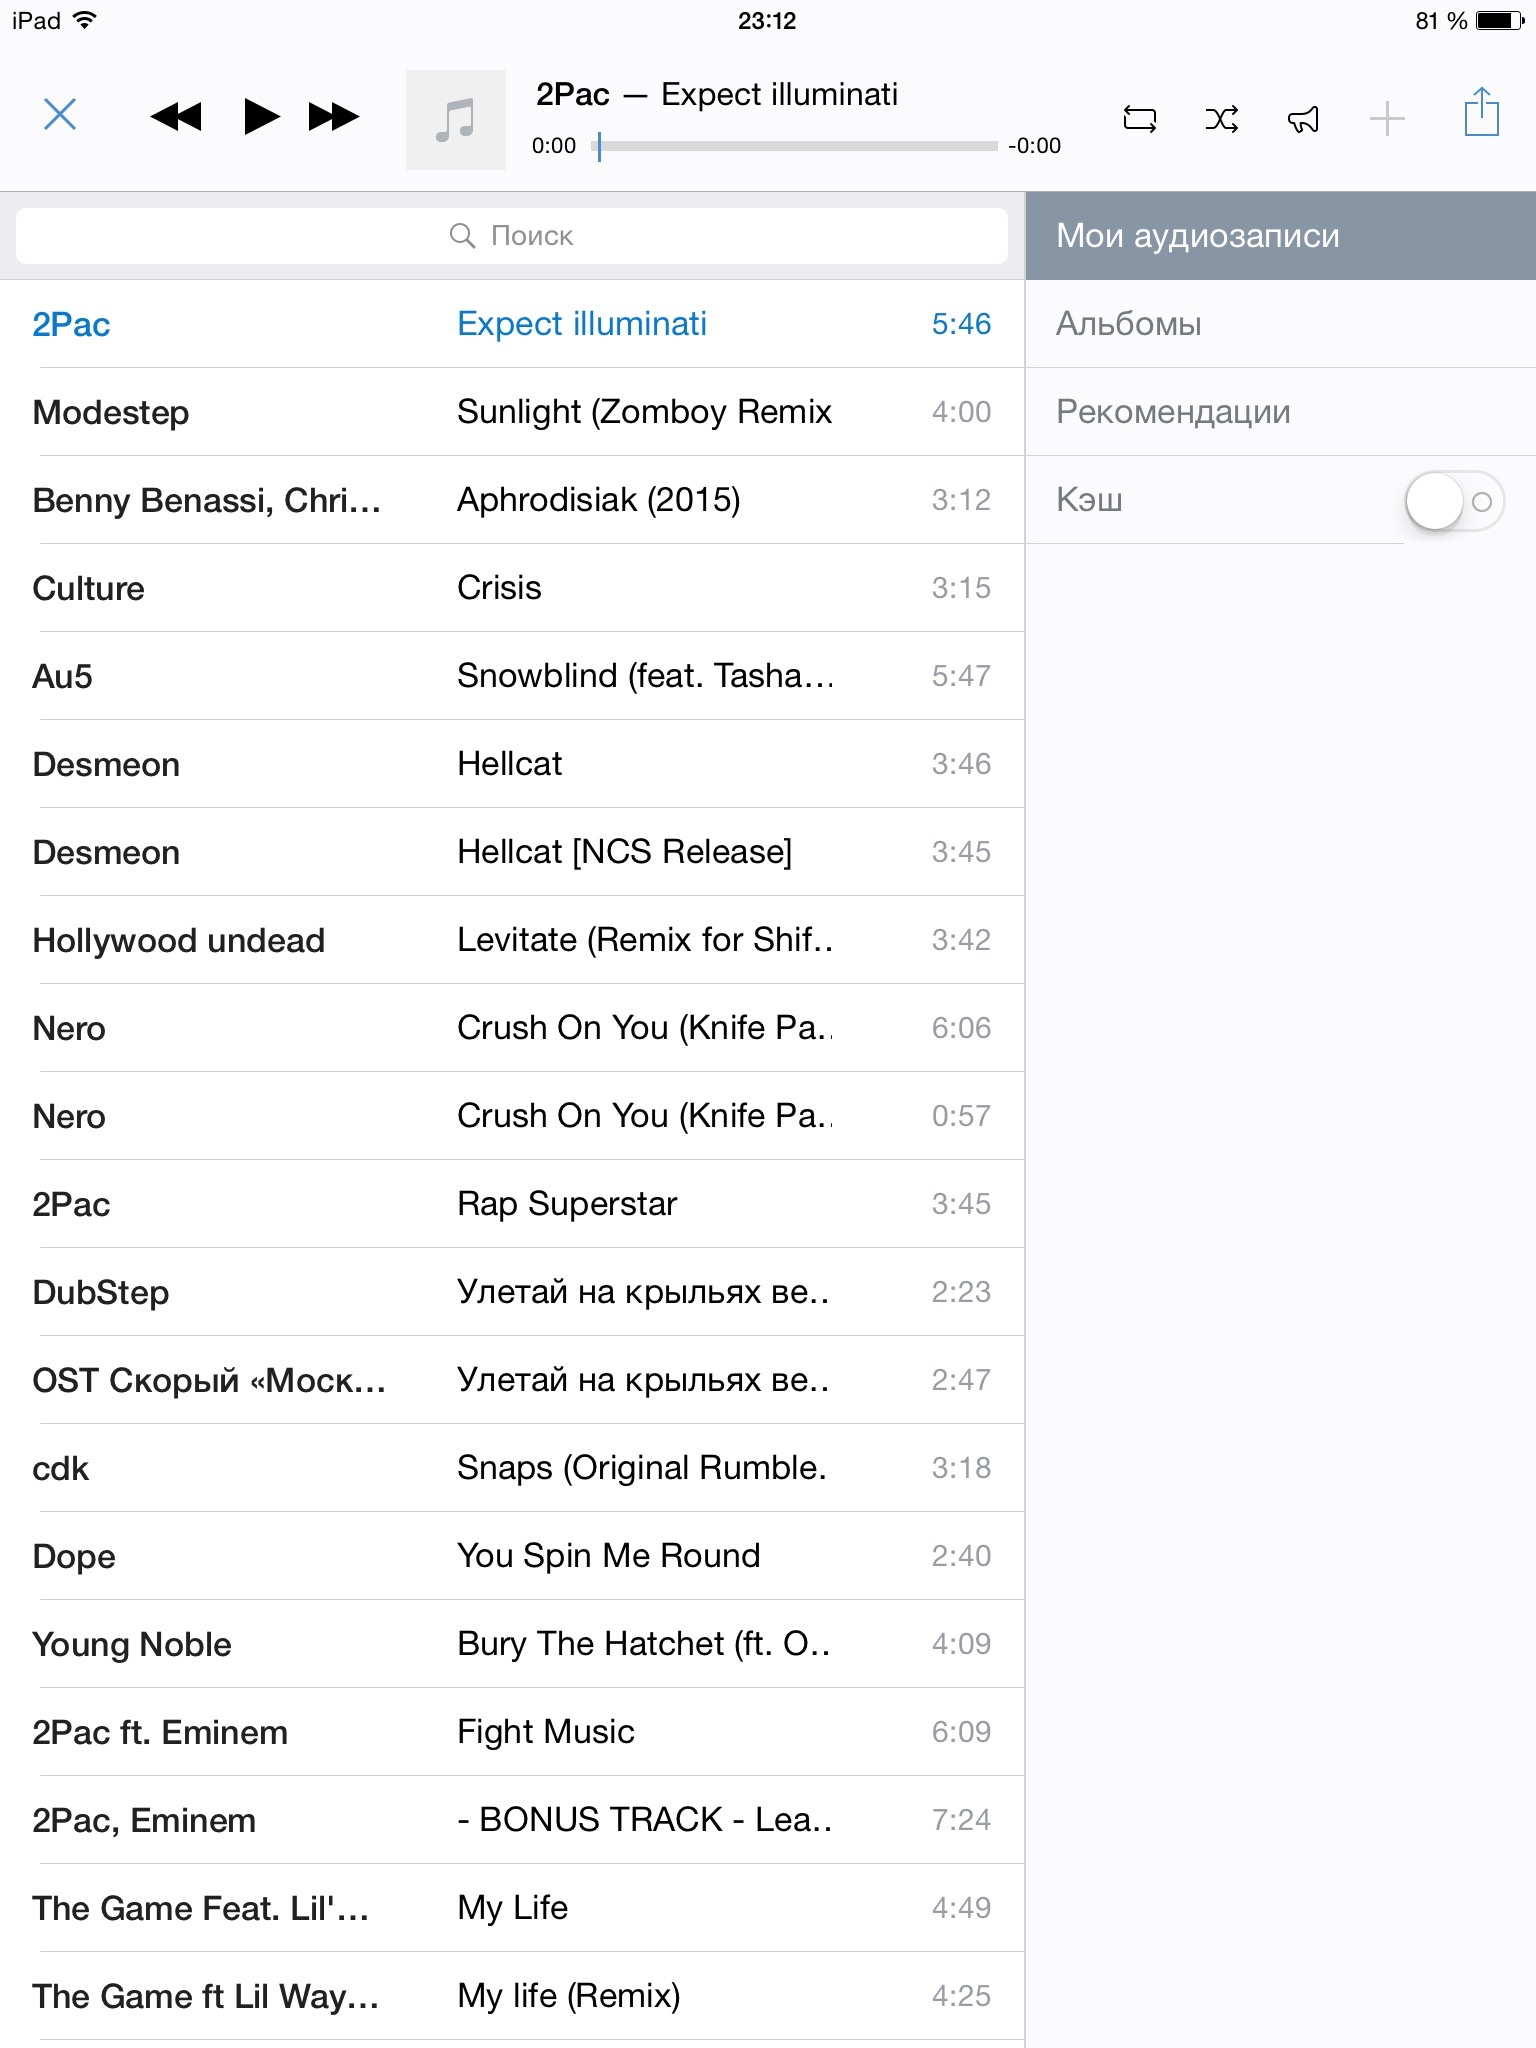 iPad 23:12 81 %
2Pac — Expect illuminati
0:00 -0:00
Поиск
Мои аудиозаписи
2Pac Expect illuminati 5:46
Альбомы
Modestep Sunlight (Zomboy Remix 4:00
Рекомендации
Benny Benassi, Chri... Aphrodisiak (2015) 3:12
Кэш
Culture Crisis 3:15
Au5 Snowblind (feat. Tasha... 5:47
Desmeon Hellcat 3:46
Desmeon Hellcat [NCS Release] 3:45
Hollywood undead Levitate (Remix for Shif.. 3:42
Nero Crush On You (Knife Pa.. 6:06
Nero Crush On You (Knife Pa.. 0:57
2Pac Rap Superstar 3:45
DubStep Улетай на крыльях ве.. 2:23
OST Скорый «Моск... Улетай на крыльях ве.. 2:47
cdk Snaps (Original Rumble. 3:18
Dope You Spin Me Round 2:40
Young Noble Bury The Hatchet (ft. O.. 4:09
2Pac ft. Eminem Fight Music 6:09
2Pac, Eminem - BONUS TRACK - Lea.. 7:24
The Game Feat. Lil'... My Life 4:49
The Game ft Lil Way... My life (Remix) 4:25